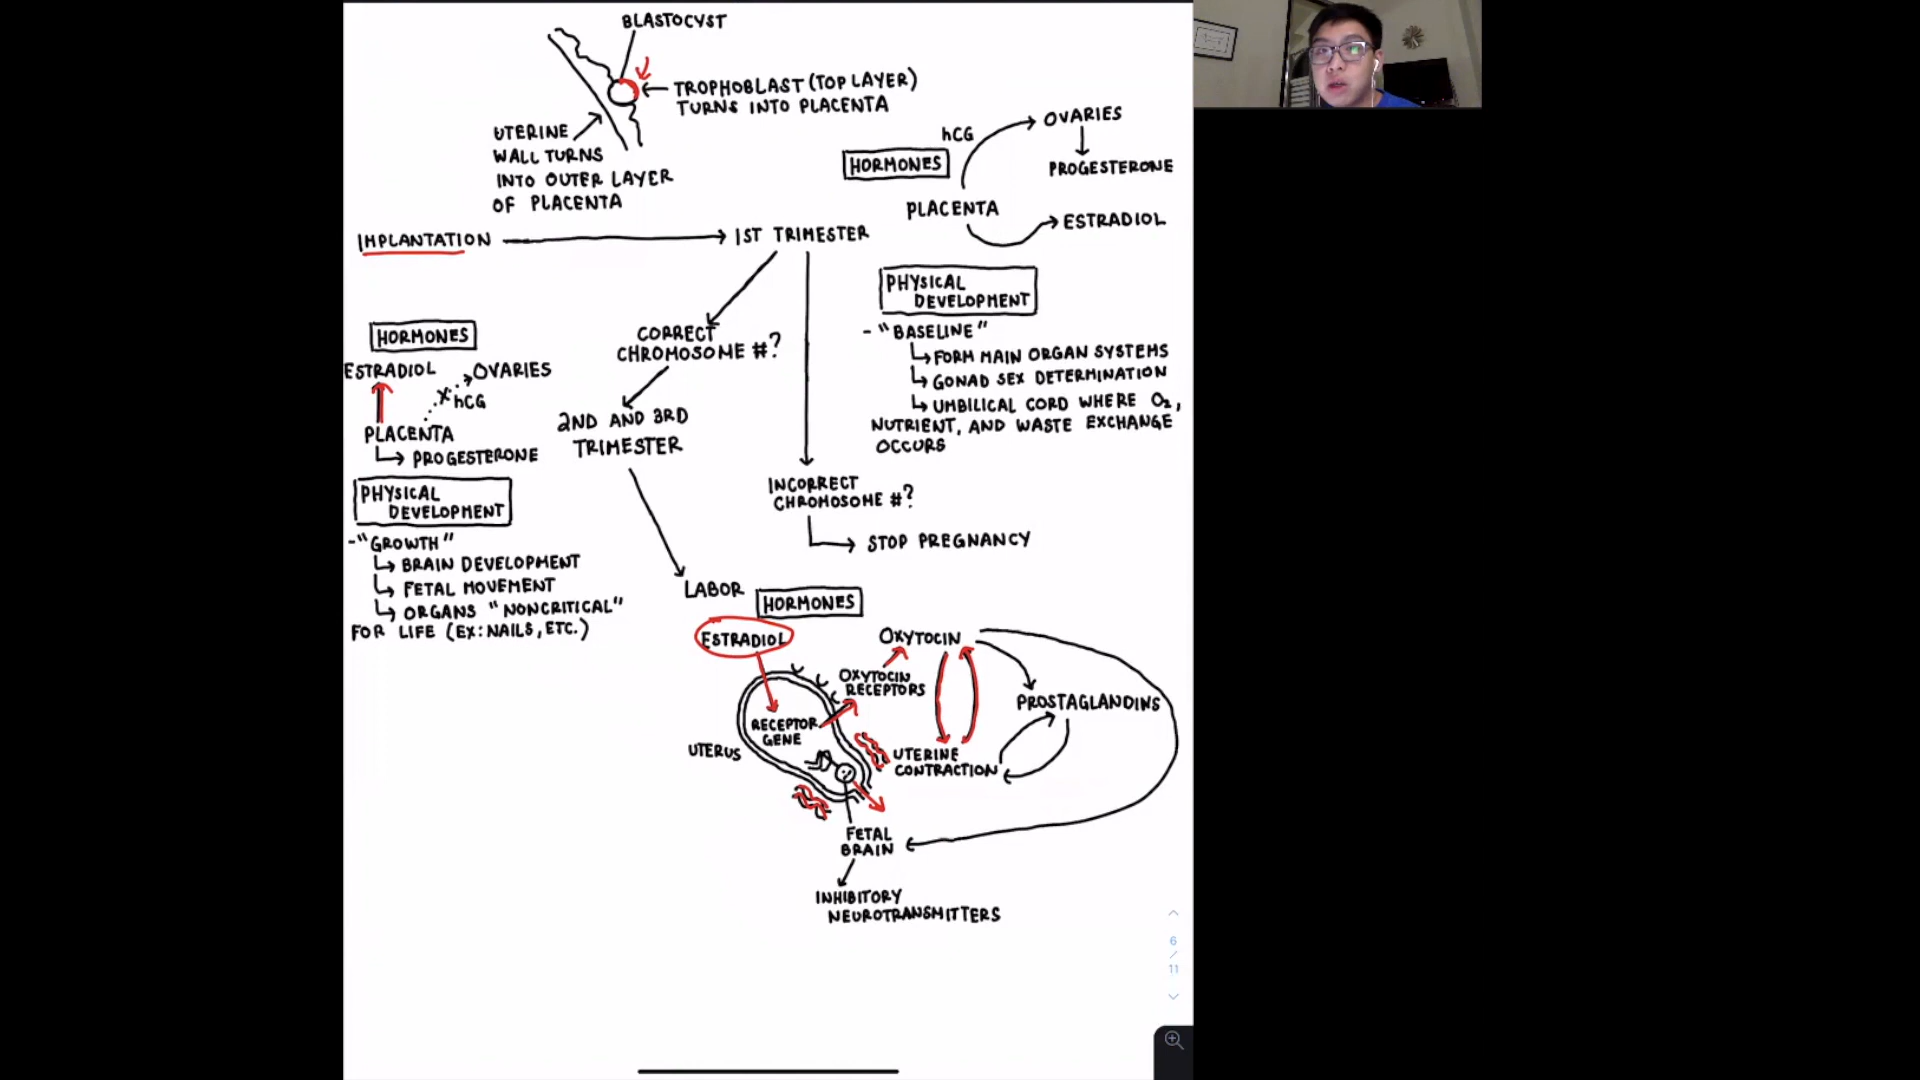 BLASTOCYST
TROPHOBLAST (TOP LAYER)
TURNS INTO PLACENTA
UTERINE
WALL TURNS
INTO OUTER LAYER
OF PLACENTA
HORMONES
hCG
OVARIES
PROGESTERONE
PLACENTA
ESTRADIOL
IMPLANTATION
1ST TRIMESTER
PHYSICAL
DEVELOPMENT
- "BASELINE"
FORM MAIN ORGAN SYSTEMS
GONAD SEX DETERMINATION
UMBILICAL CORD WHERE O2,
NUTRIENT, AND WASTE EXCHANGE
OCCURS
CORRECT
CHROMOSOME #?
HORMONES
ESTRADIOL
OVARIES
X
hCG
PLACENTA
PROGESTERONE
2ND AND 3RD
TRIMESTER
PHYSICAL
DEVELOPMENT
- "GROWTH"
BRAIN DEVELOPMENT
FETAL MOVEMENT
ORGANS "NONCRITICAL"
FOR LIFE (EX: NAILS, ETC.)
INCORRECT
CHROMOSOME #?
STOP PREGNANCY
LABOR
HORMONES
ESTRADIOL
OXYTOCIN
OXYTOCIN
RECEPTORS
PROSTAGLANDINS
RECEPTOR
GENE
UTERUS
UTERINE
CONTRACTION
FETAL
BRAIN
INHIBITORY
NEUROTRANSMITTERS
6
/
11